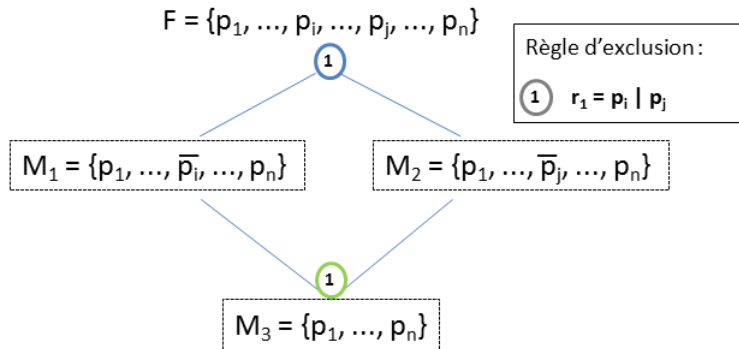 F = {p₁, ..., pᵢ, ..., pⱼ, ..., pₙ}
1
Règle d'exclusion :
1 r₁ = pᵢ | pⱼ
M₁ = {p₁, ..., p̅ᵢ, ..., pₙ}
M₂ = {p₁, ..., p̅ⱼ, ..., pₙ}
1
M₃ = {p₁, ..., pₙ}